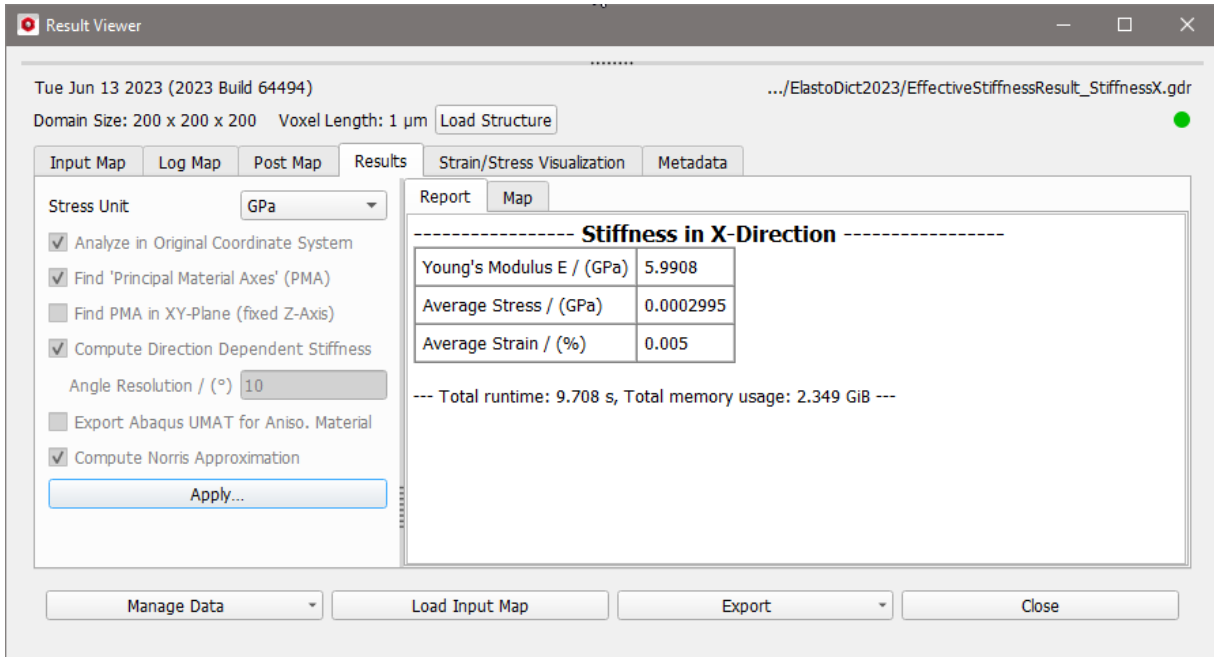 Result Viewer
Tue Jun 13 2023 (2023 Build 64494)
.../ElastoDict2023/EffectiveStiffnessResult_StiffnessX.gdr
Domain Size: 200 x 200 x 200 Voxel Length: 1 µm Load Structure
Input Map Log Map Post Map Results Strain/Stress Visualization Metadata
Stress Unit GPa
Analyze in Original Coordinate System
Find 'Principal Material Axes' (PMA)
Find PMA in XY-Plane (fixed Z-Axis)
Compute Direction Dependent Stiffness
Angle Resolution / (°) 10
Export Abaqus UMAT for Aniso. Material
Compute Norris Approximation
Apply...
Report Map
----------------- Stiffness in X-Direction -----------------
Young's Modulus E / (GPa) 5.9908
Average Stress / (GPa) 0.0002995
Average Strain / (%) 0.005
--- Total runtime: 9.708 s, Total memory usage: 2.349 GiB ---
Manage Data Load Input Map Export Close